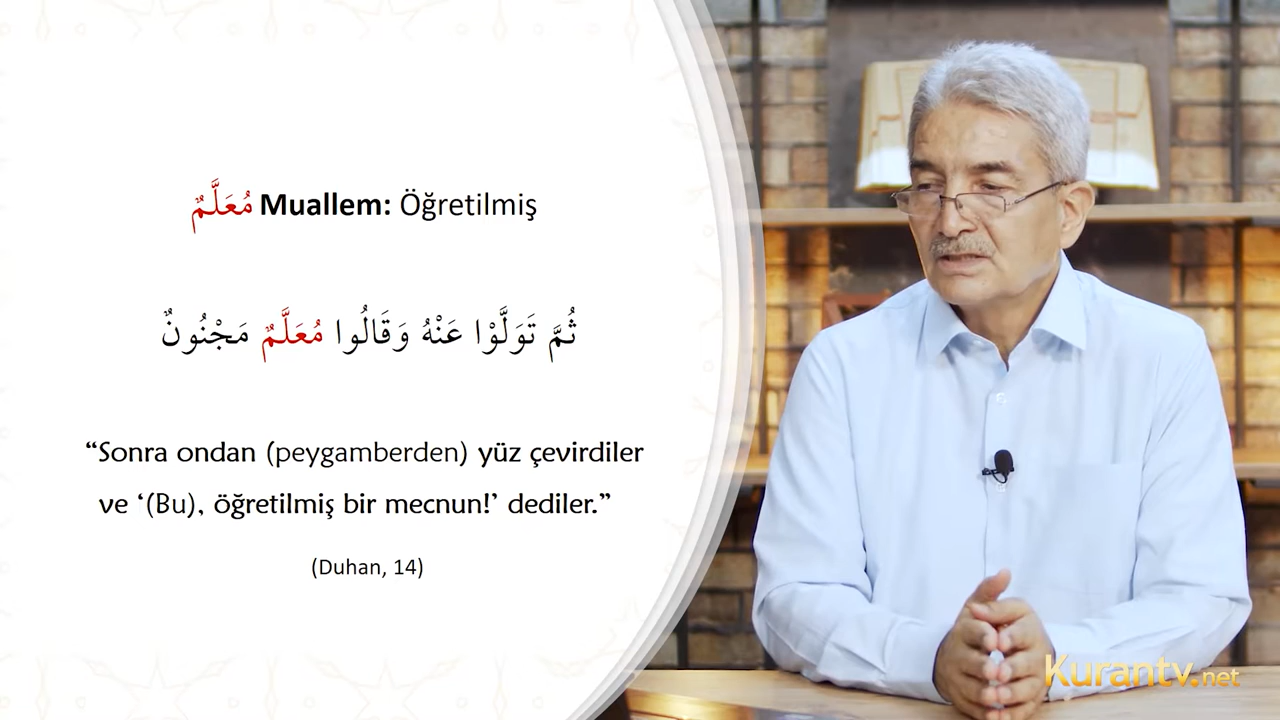 مُعَلَّمٌ Muallem: Öğretilmiş
ثُمَّ تَوَلَّوْا عَنْهُ وَقَالُوا مُعَلَّمٌ مَجْنُونٌ
“Sonra ondan (peygamberden) yüz çevirdiler
ve ‘(Bu), öğretilmiş bir mecnun!’ dediler.”
(Duhan, 14)
Kurantv.net